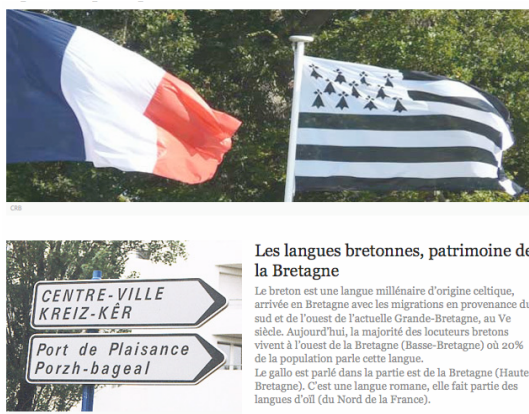 CRB
CENTRE-VILLE
KREIZ-KÊR
Port de Plaisance
Porzh-bageal
Les langues bretonnes, patrimoine de
la Bretagne
Le breton est une langue millénaire d'origine celtique,
arrivée en Bretagne avec les migrations en provenance du
sud et de l'ouest de l'actuelle Grande-Bretagne, au Ve
siècle. Aujourd'hui, la majorité des locuteurs bretons
vivent à l'ouest de la Bretagne (Basse-Bretagne) où 20%
de la population parle cette langue.
Le gallo est parlé dans la partie est de la Bretagne (Haute
Bretagne). C'est une langue romane, elle fait partie des
langues d'oïl (du Nord de la France).